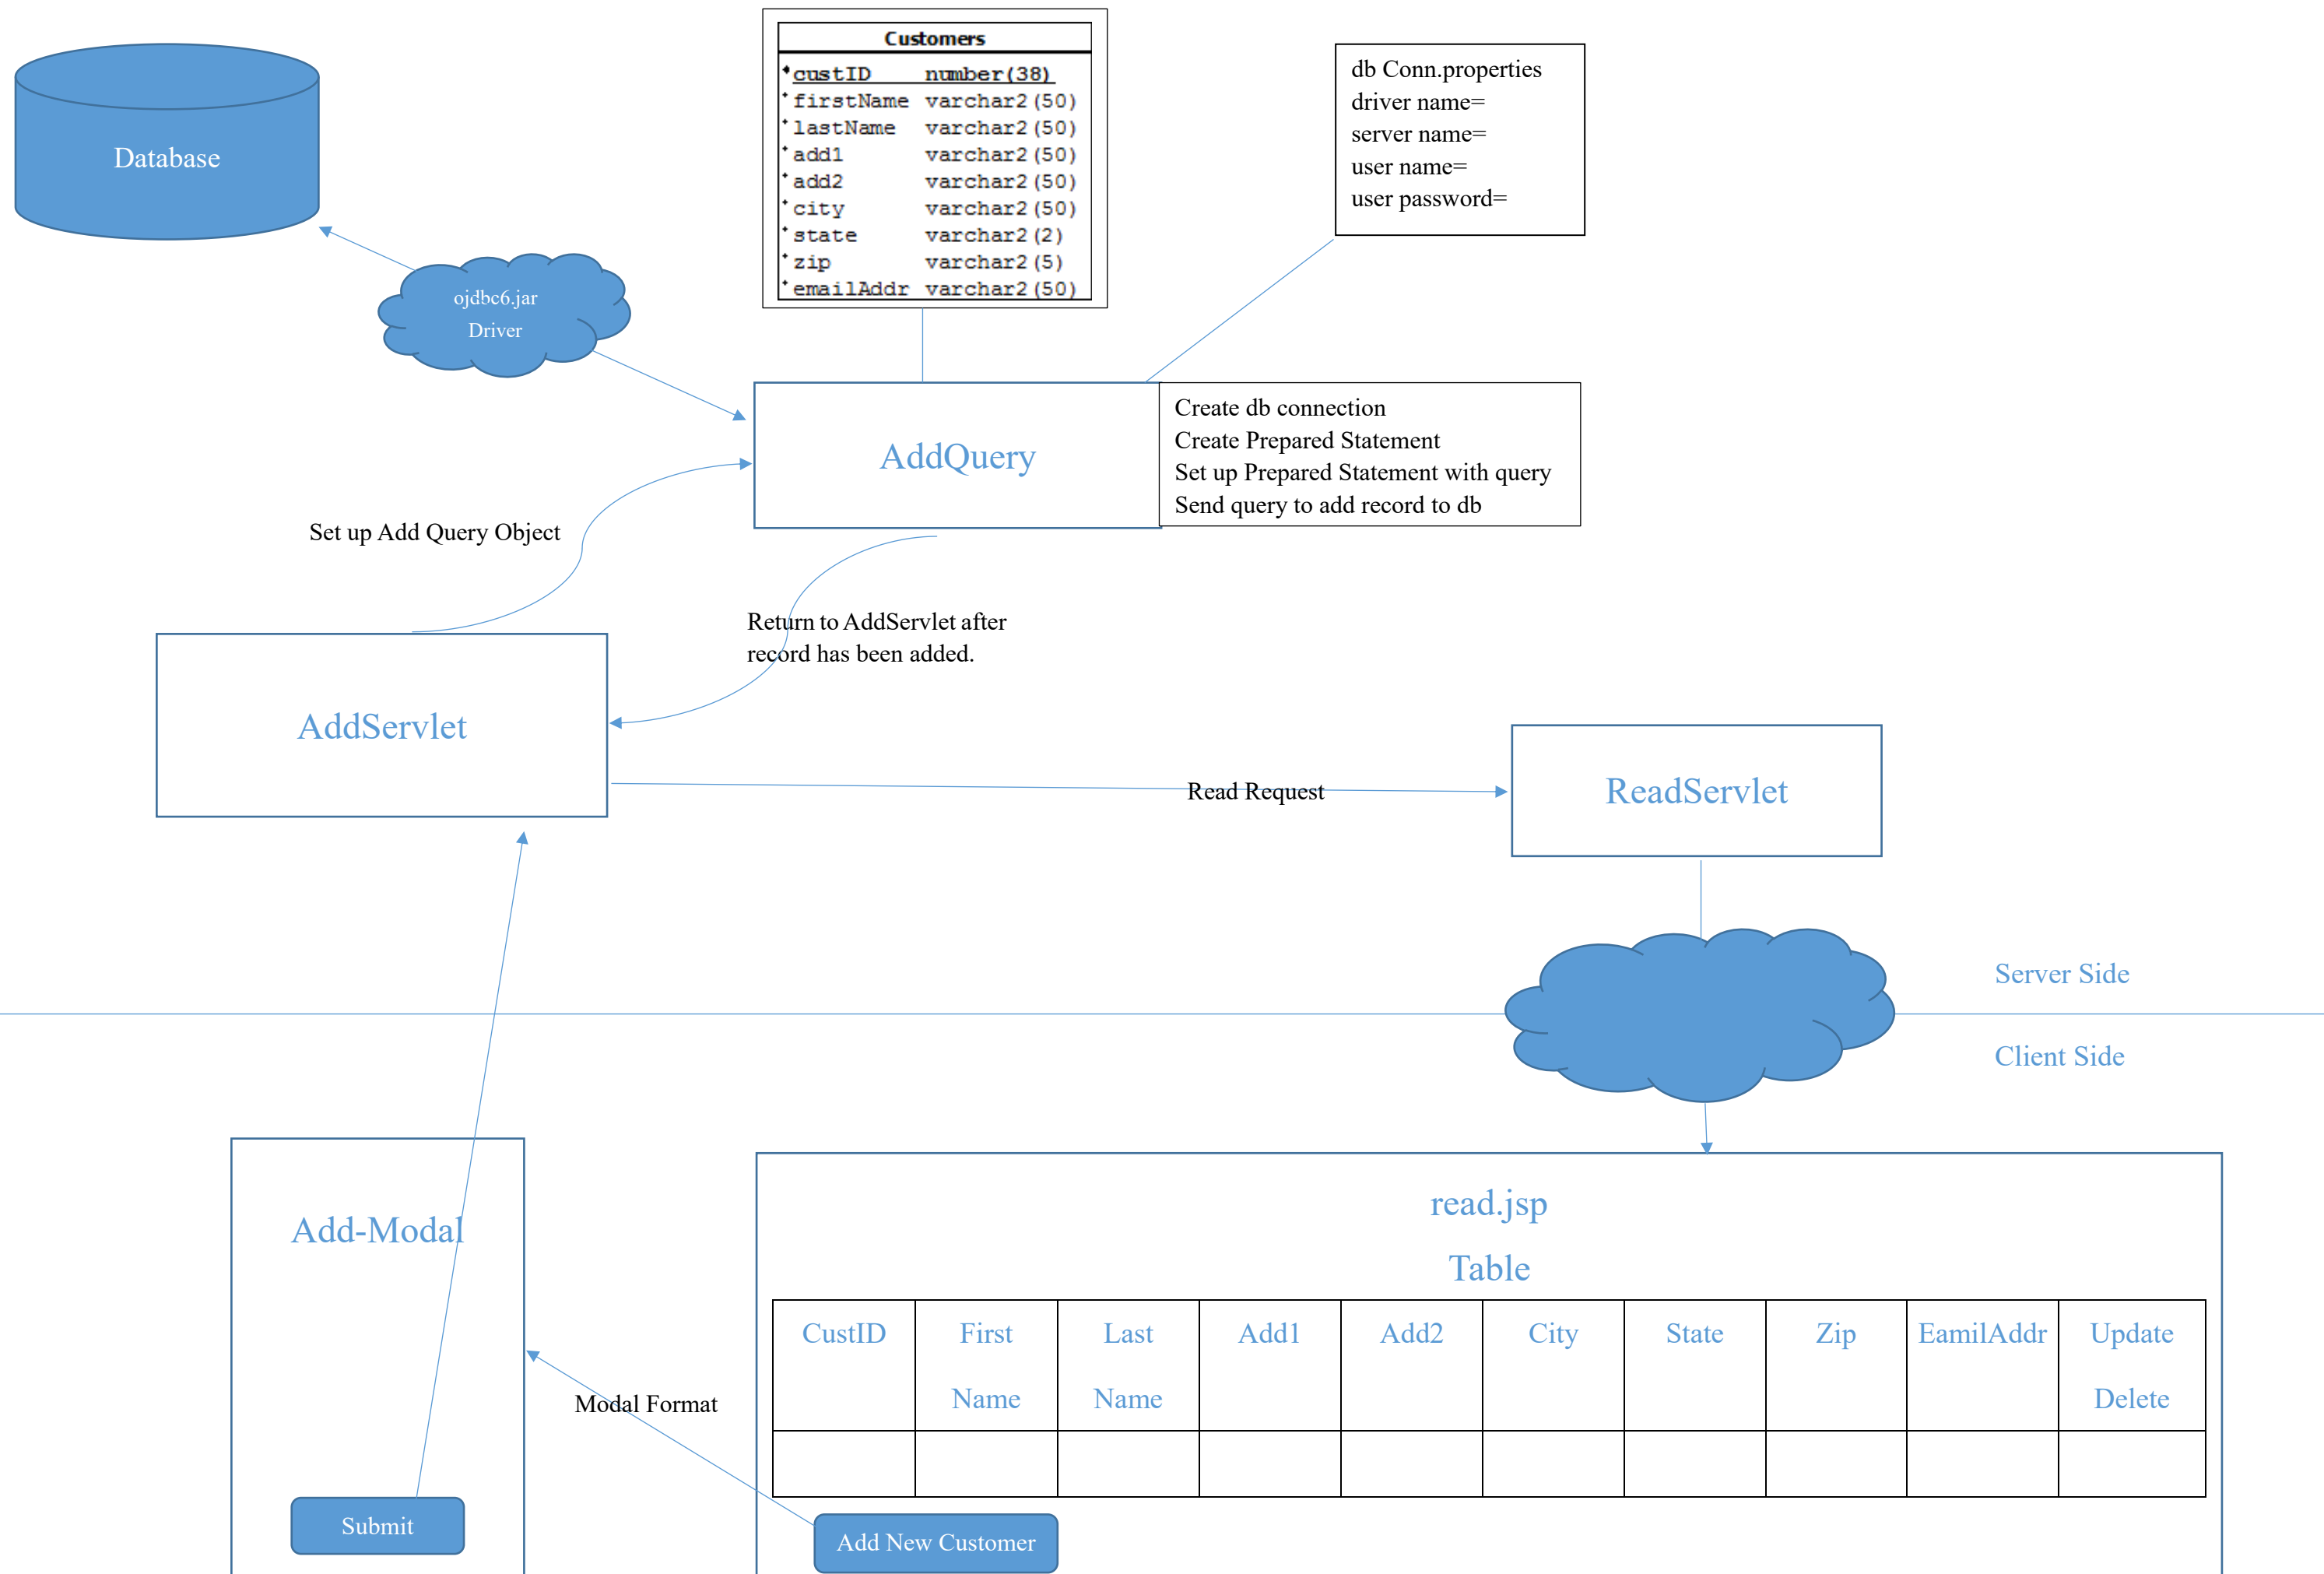 Customers
custID number(38)
firstName varchar2(50)
lastName varchar2(50)
add1 varchar2(50)
add2 varchar2(50)
city varchar2(50)
state varchar2(2)
zip varchar2(5)
emailAddr varchar2(50)
db Conn.properties
driver name=
server name=
user name=
user password=
Database
ojdbc6.jar
Driver
AddQuery
Create db connection
Create Prepared Statement
Set up Prepared Statement with query
Send query to add record to db
Set up Add Query Object
Return to AddServlet after
record has been added.
AddServlet
Read Request
ReadServlet
Server Side
Client Side
Add-Modal
Submit
Modal Format
read.jsp
Table
CustID First Last Add1 Add2 City State Zip EamilAddr Update
Name Name Delete
Add New Customer